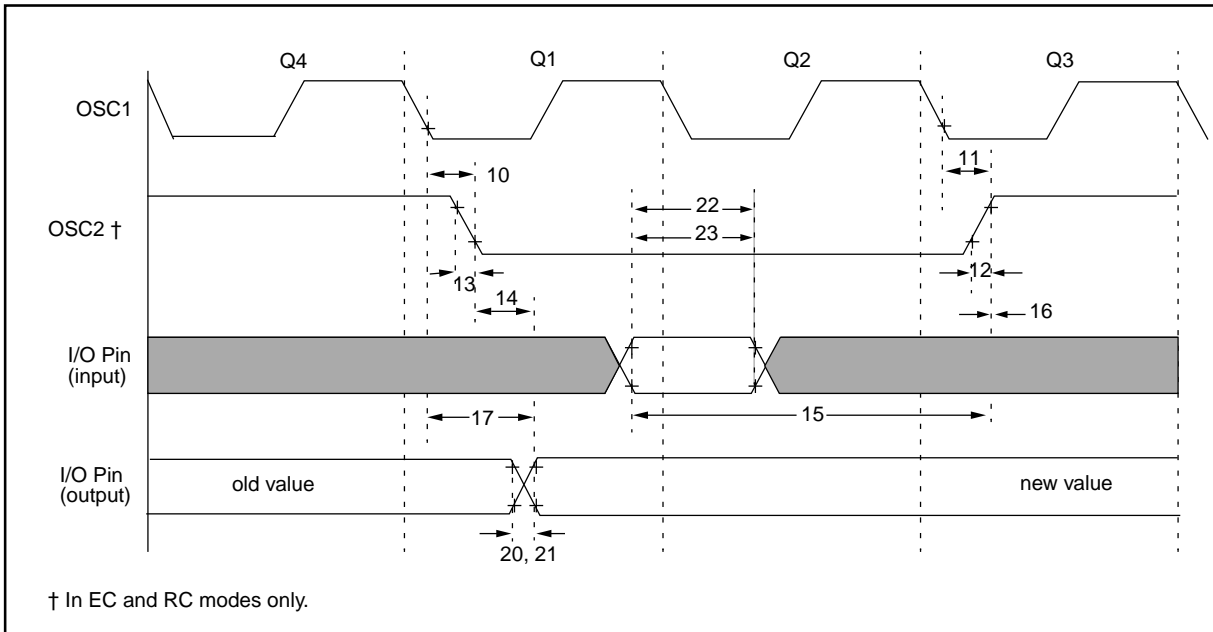 Q4
Q1
Q2
Q3
OSC1
11
10
22
OSC2 †
23
13
12
14
16
I/O Pin
(input)
17
15
I/O Pin
(output)
old value
new value
20, 21
† In EC and RC modes only.